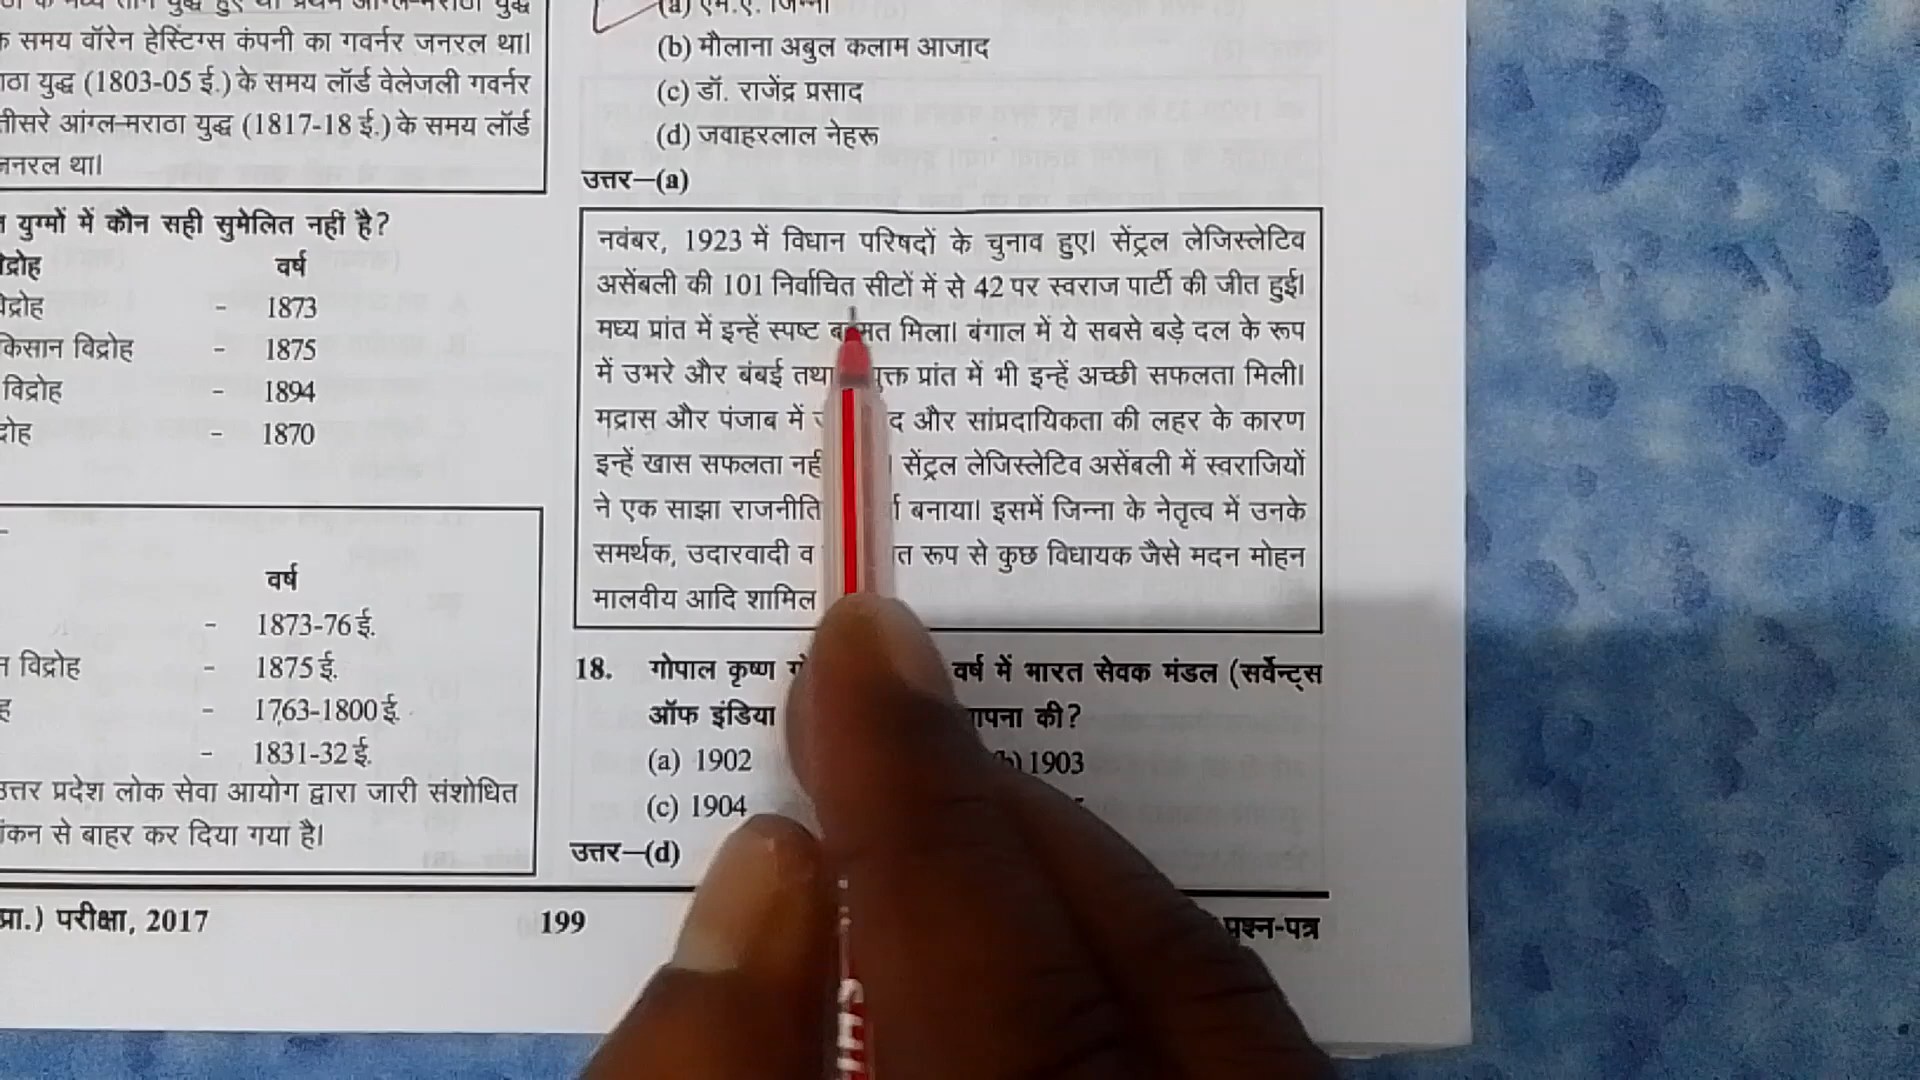 के मध्य तीन युद्ध हुए थे। प्रथम आंग्ल-मराठा युद्ध
के समय वॉरेन हेस्टिंग्स कंपनी का गवर्नर जनरल था।
युद्ध (1803-05 ई.) के समय लॉर्ड वेलेजली गवर्नर
तीसरे आंग्ल-मराठा युद्ध (1817-18 ई.) के समय लॉर्ड
जनरल था।
युग्मों में कौन सही सुमेलित नहीं है?
वर्ष
- 1873
किसान विद्रोह - 1875
विद्रोह - 1894
- 1870
वर्ष
- 1873-76 ई.
विद्रोह - 1875 ई.
- 1763-1800 ई.
- 1831-32 ई.
उत्तर प्रदेश लोक सेवा आयोग द्वारा जारी संशोधित
से बाहर कर दिया गया है।
(a) एम.ए. जिन्ना
(b) मौलाना अबुल कलाम आजाद
(c) डॉ. राजेंद्र प्रसाद
(d) जवाहरलाल नेहरू
उत्तर–(a)
नवंबर, 1923 में विधान परिषदों के चुनाव हुए। सेंट्रल लेजिस्लेटिव
असेंबली की 101 निर्वाचित सीटों में से 42 पर स्वराज पार्टी की जीत हुई।
मध्य प्रांत में इन्हें स्पष्ट मिला। बंगाल में ये सबसे बड़े दल के रूप
में उभरे और बंबई तथा प्रांत में भी इन्हें अच्छी सफलता मिली।
मद्रास और पंजाब में और सांप्रदायिकता की लहर के कारण
इन्हें खास सफलता सेंट्रल लेजिस्लेटिव असेंबली में स्वराजियों
ने एक साझा बनाया। इसमें जिन्ना के नेतृत्व में उनके
समर्थक, उदारवादी व रूप से कुछ विधायक जैसे मदन मोहन
मालवीय आदि शामिल
18. गोपाल कृष्ण वर्ष में भारत सेवक मंडल (सर्वेन्ट्स
ऑफ इंडिया की?
(a) 1902 (b) 1903
(c) 1904
उत्तर–(d)
परीक्षा, 2017 199 प्रश्न-पत्र